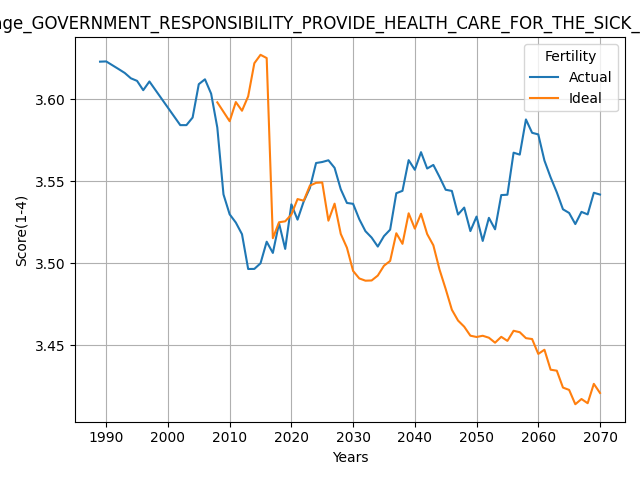 age_GOVERNMENT_RESPONSIBILITY_PROVIDE_HEALTH_CARE_FOR_THE_SICK_
Fertility
Actual
Ideal
3.60
3.55
3.50
3.45
Score(1-4)
1990 2000 2010 2020 2030 2040 2050 2060 2070
Years